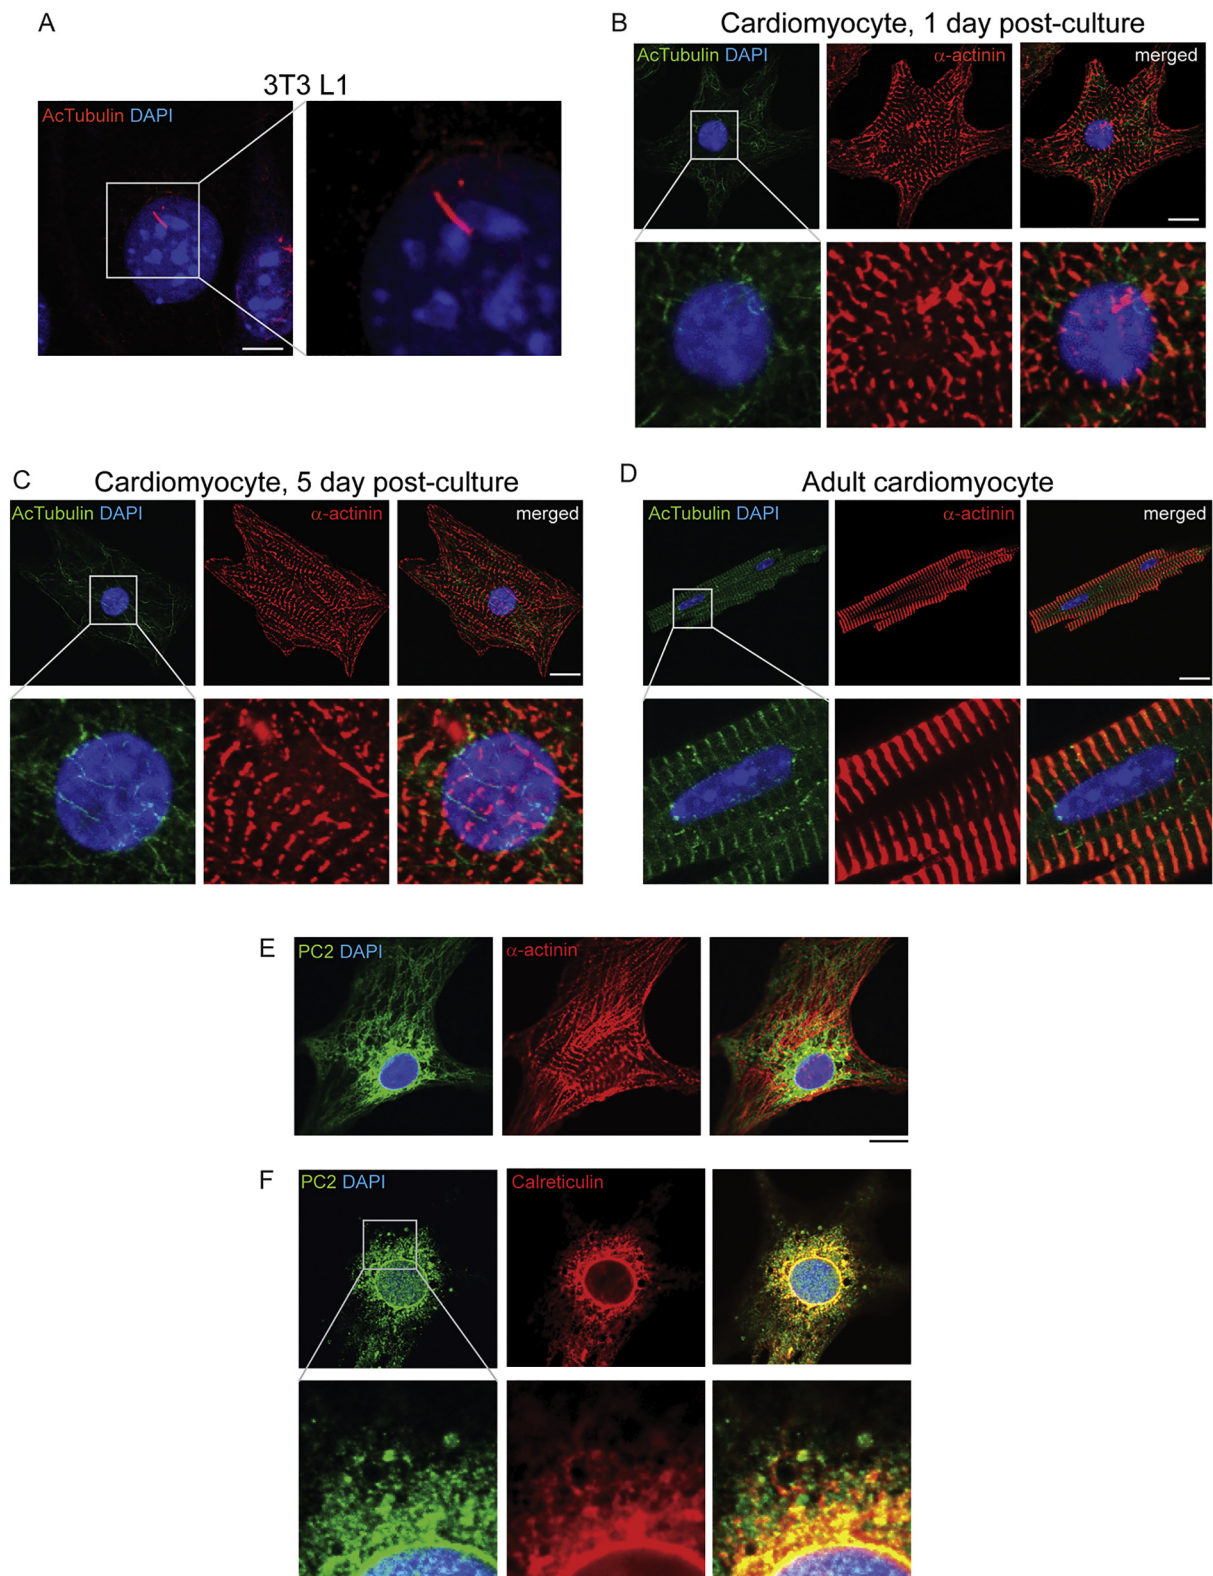 A
3T3 L1
AcTubulin DAPI
B
Cardiomyocyte, 1 day post-culture
AcTubulin DAPI
α-actinin
merged
C
Cardiomyocyte, 5 day post-culture
AcTubulin DAPI
α-actinin
merged
D
Adult cardiomyocyte
AcTubulin DAPI
α-actinin
merged
E
PC2 DAPI
α-actinin
F
PC2 DAPI
Calreticulin